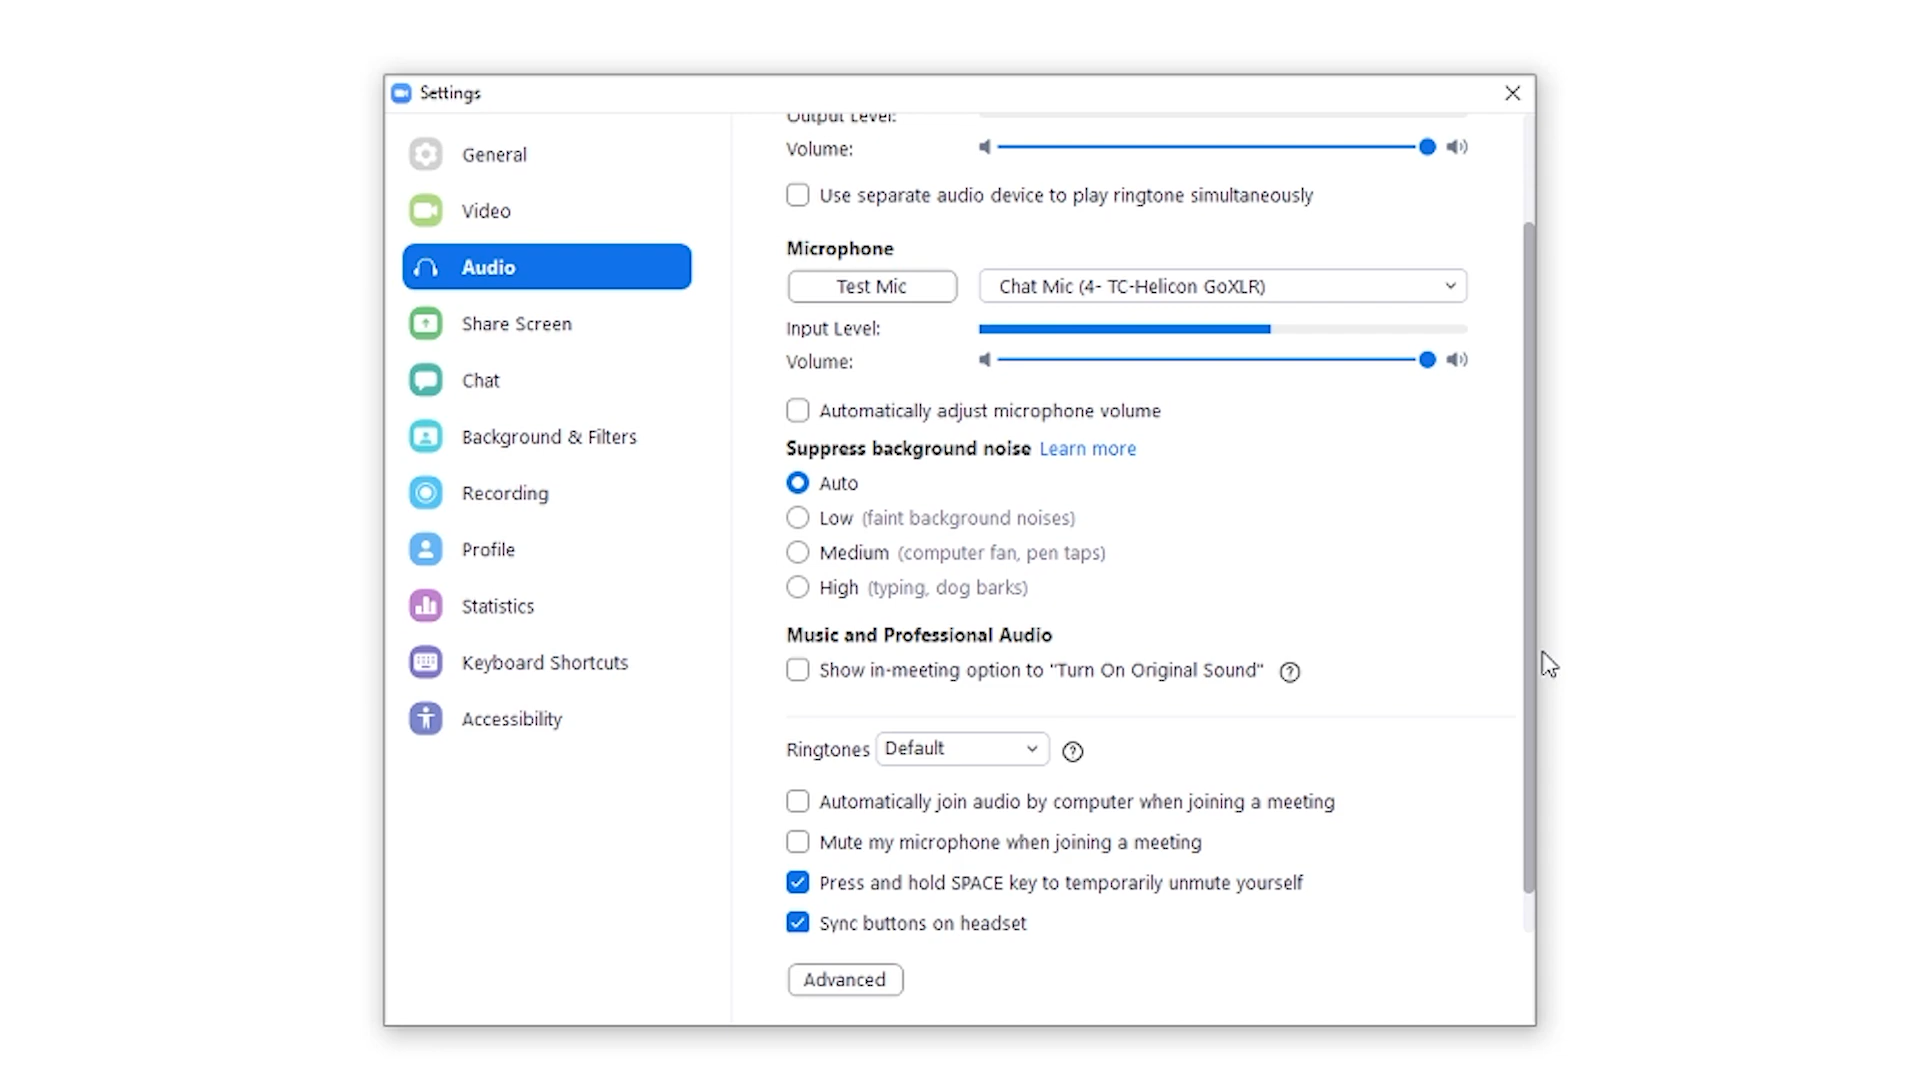 Settings
General
Video
Audio
Share Screen
Chat
Background & Filters
Recording
Profile
Statistics
Keyboard Shortcuts
Accessibility
Output Level:
Volume:
Use separate audio device to play ringtone simultaneously
Microphone
Test Mic Chat Mic (4- TC-Helicon GoXLR)
Input Level:
Volume:
Automatically adjust microphone volume
Suppress background noise Learn more
Auto
Low (faint background noises)
Medium (computer fan, pen taps)
High (typing, dog barks)
Music and Professional Audio
Show in-meeting option to "Turn On Original Sound" ?
Ringtones Default ?
Automatically join audio by computer when joining a meeting
Mute my microphone when joining a meeting
Press and hold SPACE key to temporarily unmute yourself
Sync buttons on headset
Advanced